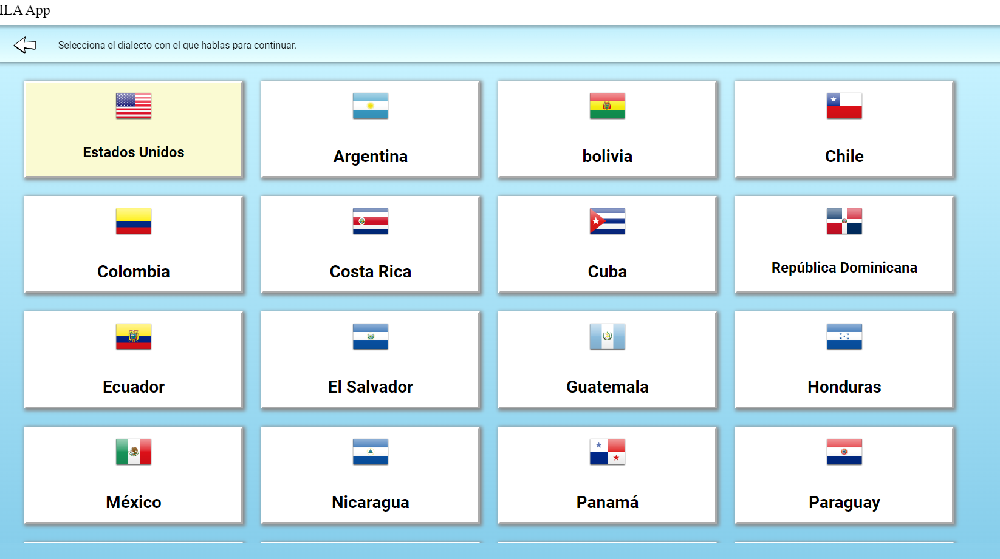 ILA App
Selecciona el dialecto con el que hablas para continuar.
Estados Unidos
Argentina
bolivia
Chile
Colombia
Costa Rica
Cuba
República Dominicana
Ecuador
El Salvador
Guatemala
Honduras
México
Nicaragua
Panamá
Paraguay